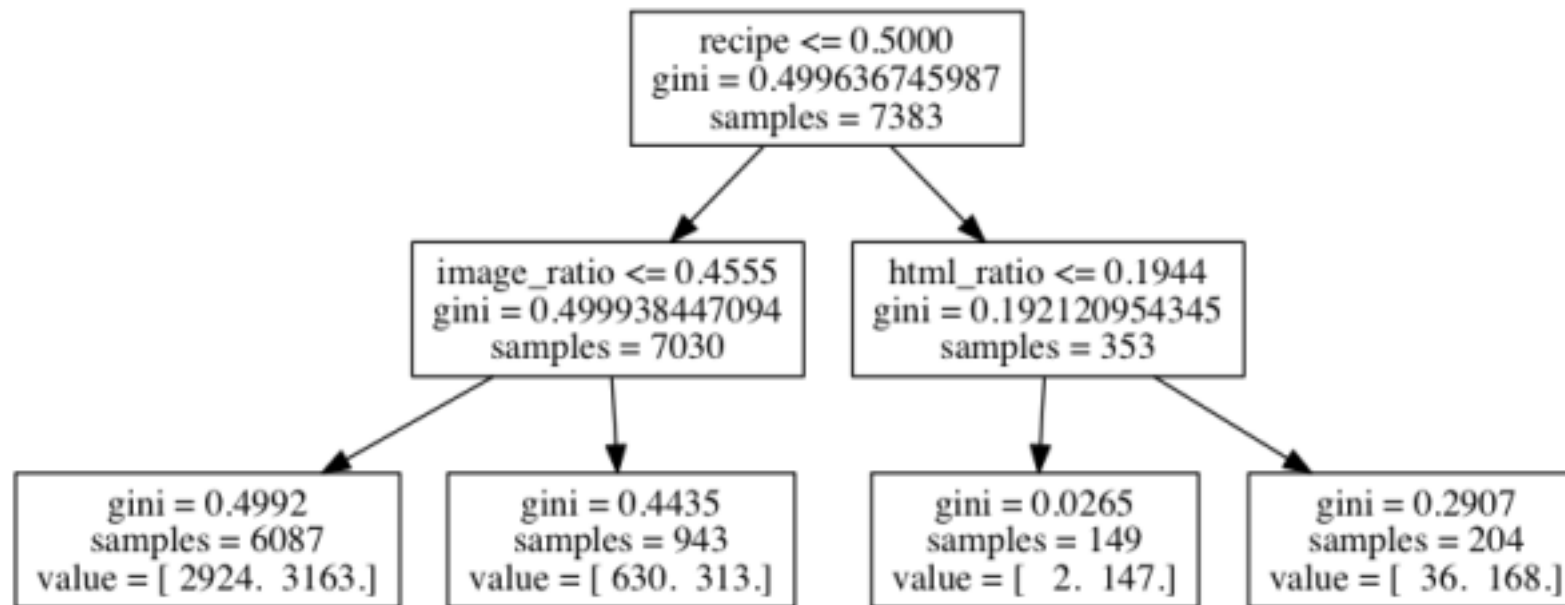 recipe <= 0.5000
gini = 0.499636745987
samples = 7383
image_ratio <= 0.4555
gini = 0.499938447094
samples = 7030
html_ratio <= 0.1944
gini = 0.192120954345
samples = 353
gini = 0.4992
samples = 6087
value = [ 2924. 3163.]
gini = 0.4435
samples = 943
value = [ 630. 313.]
gini = 0.0265
samples = 149
value = [ 2. 147.]
gini = 0.2907
samples = 204
value = [ 36. 168.]